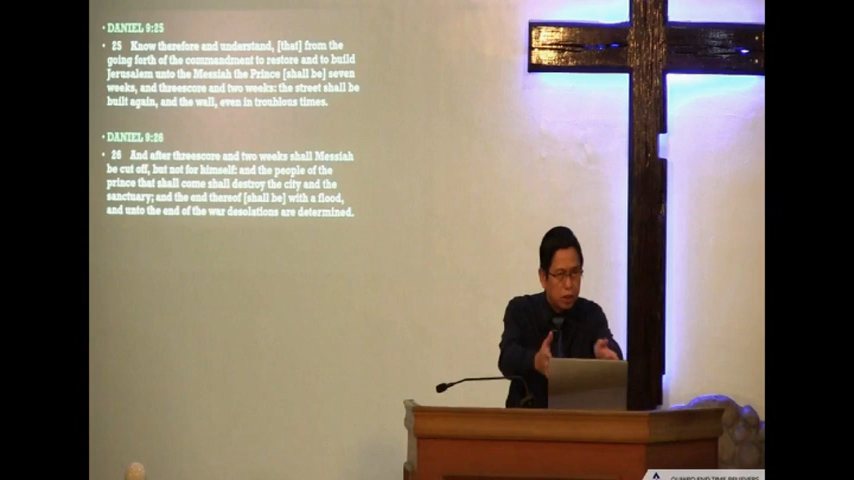 • DANIEL 9:25
• 25 Know therefore and understand, [that] from the
going forth of the commandment to restore and to build
Jerusalem unto the Messiah the Prince [shall be] seven
weeks, and threescore and two weeks: the street shall be
built again, and the wall, even in troublous times.
• DANIEL 9:26
• 26 And after threescore and two weeks shall Messiah
be cut off, but not for himself: and the people of the
prince that shall come shall destroy the city and the
sanctuary; and the end thereof [shall be] with a flood,
and unto the end of the war desolations are determined.
END TIME BELIEVERS